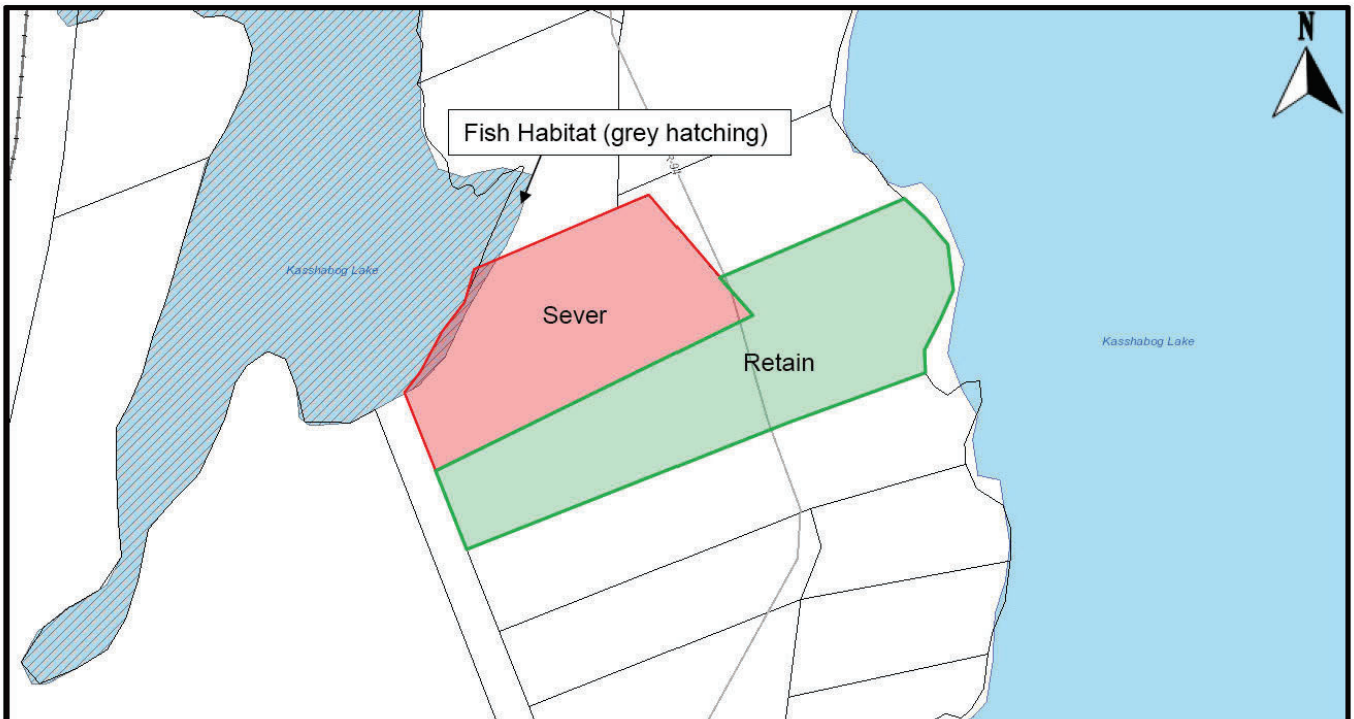 N
Fish Habitat (grey hatching)
Kasshabog Lake
Sever
Kasshabog Lake
Retain